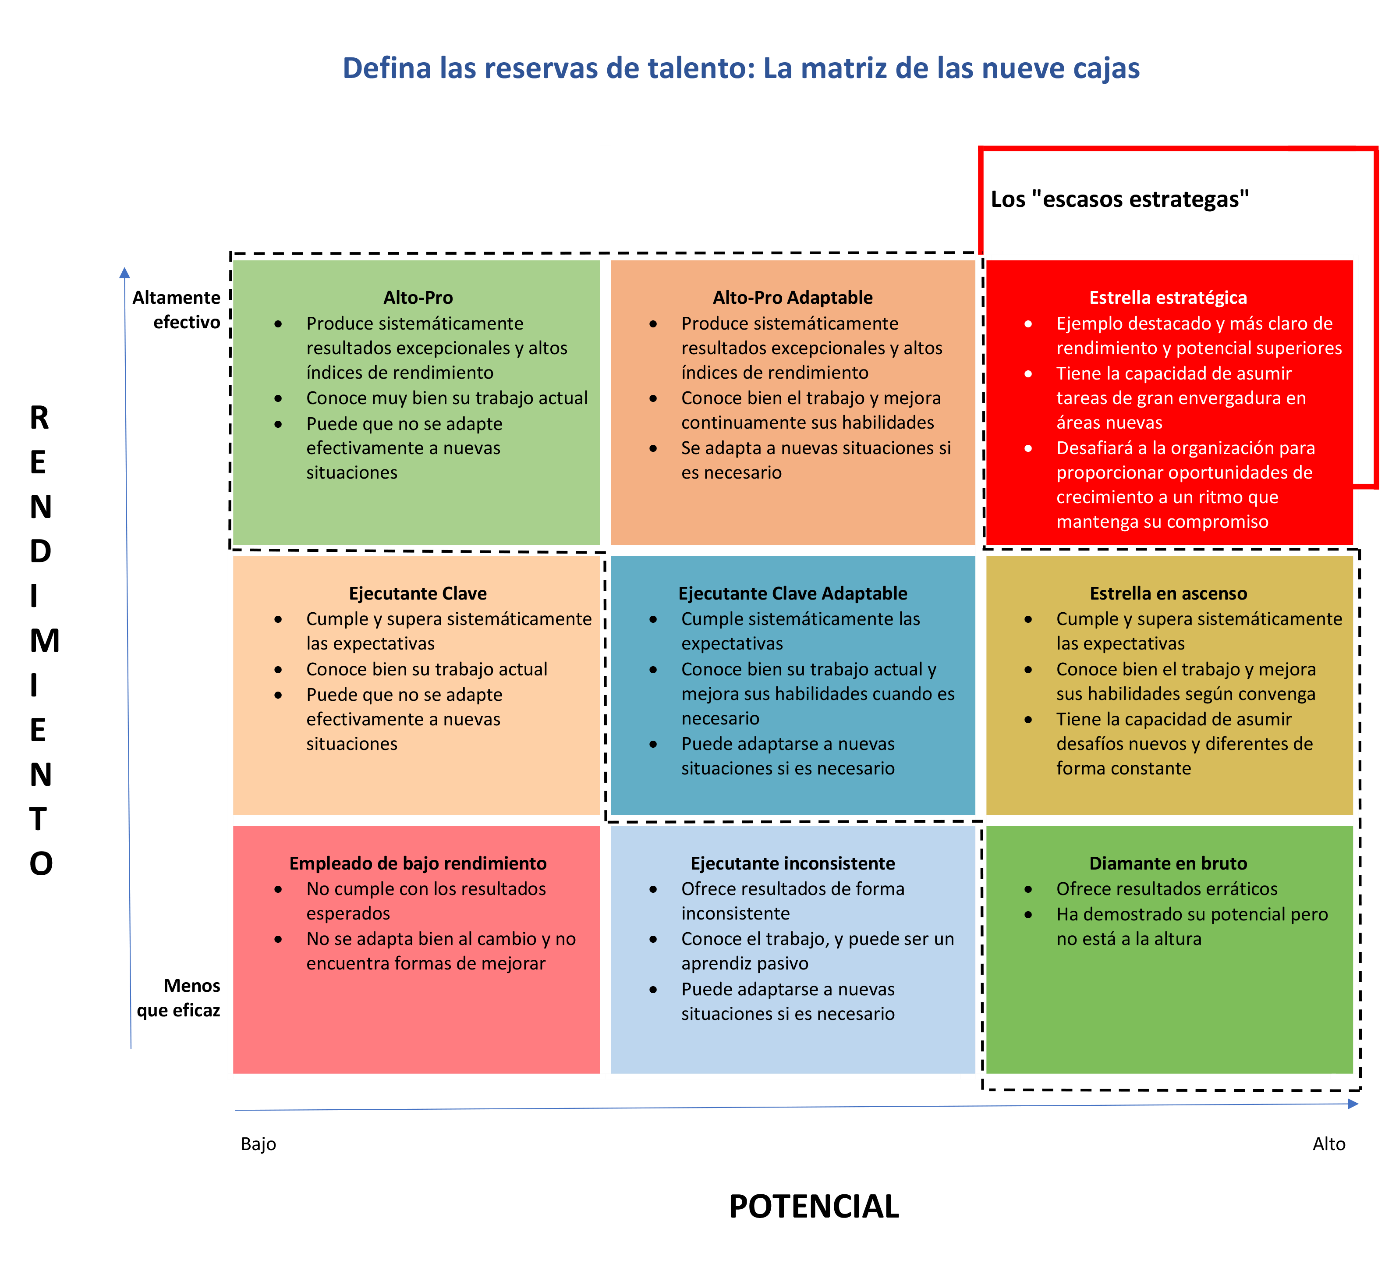 Defina las reservas de talento: La matriz de las nueve cajas
Los "escasos estrategas"
R
E
N
D
I
M
I
E
N
T
O
Altamente
efectivo
Alto-Pro
• Produce sistemáticamente
resultados excepcionales y altos
índices de rendimiento
• Conoce muy bien su trabajo actual
• Puede que no se adapte
efectivamente a nuevas
situaciones
Alto-Pro Adaptable
• Produce sistemáticamente
resultados excepcionales y altos
índices de rendimiento
• Conoce bien el trabajo y mejora
continuamente sus habilidades
• Se adapta a nuevas situaciones si
es necesario
Estrella estratégica
• Ejemplo destacado y más claro de
rendimiento y potencial superiores
• Tiene la capacidad de asumir
tareas de gran envergadura en
áreas nuevas
• Desafiará a la organización para
proporcionar oportunidades de
crecimiento a un ritmo que
mantenga su compromiso
Ejecutante Clave
• Cumple y supera sistemáticamente
las expectativas
• Conoce bien su trabajo actual
• Puede que no se adapte
efectivamente a nuevas
situaciones
Ejecutante Clave Adaptable
• Cumple sistemáticamente las
expectativas
• Conoce bien su trabajo actual y
mejora sus habilidades cuando es
necesario
• Puede adaptarse a nuevas
situaciones si es necesario
Estrella en ascenso
• Cumple y supera sistemáticamente
las expectativas
• Conoce bien el trabajo y mejora
sus habilidades según convenga
• Tiene la capacidad de asumir
desafíos nuevos y diferentes de
forma constante
Menos
que eficaz
Empleado de bajo rendimiento
• No cumple con los resultados
esperados
• No se adapta bien al cambio y no
encuentra formas de mejorar
Ejecutante inconsistente
• Ofrece resultados de forma
inconsistente
• Conoce el trabajo, y puede ser un
aprendiz pasivo
• Puede adaptarse a nuevas
situaciones si es necesario
Diamante en bruto
• Ofrece resultados erráticos
• Ha demostrado su potencial pero
no está a la altura
Bajo
Alto
POTENCIAL